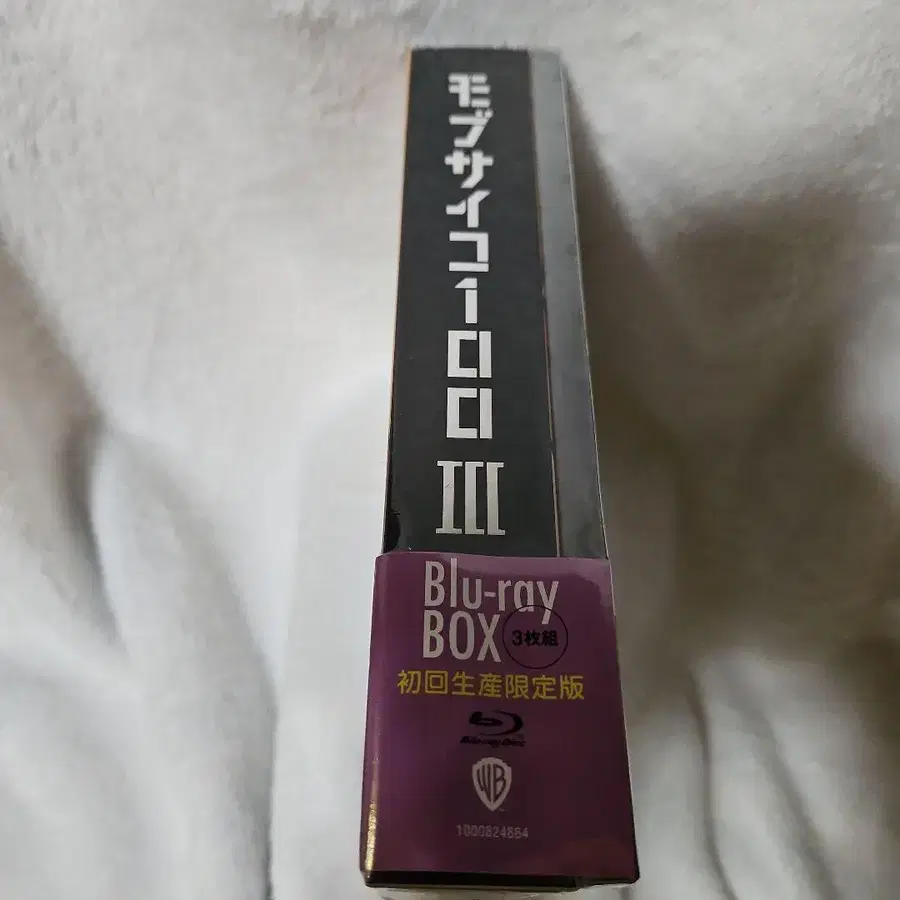 モブサイコ100
III
Blu-ray
BOX
3枚組
初回生産限定版
Blu-ray Disc
WB
1000824664